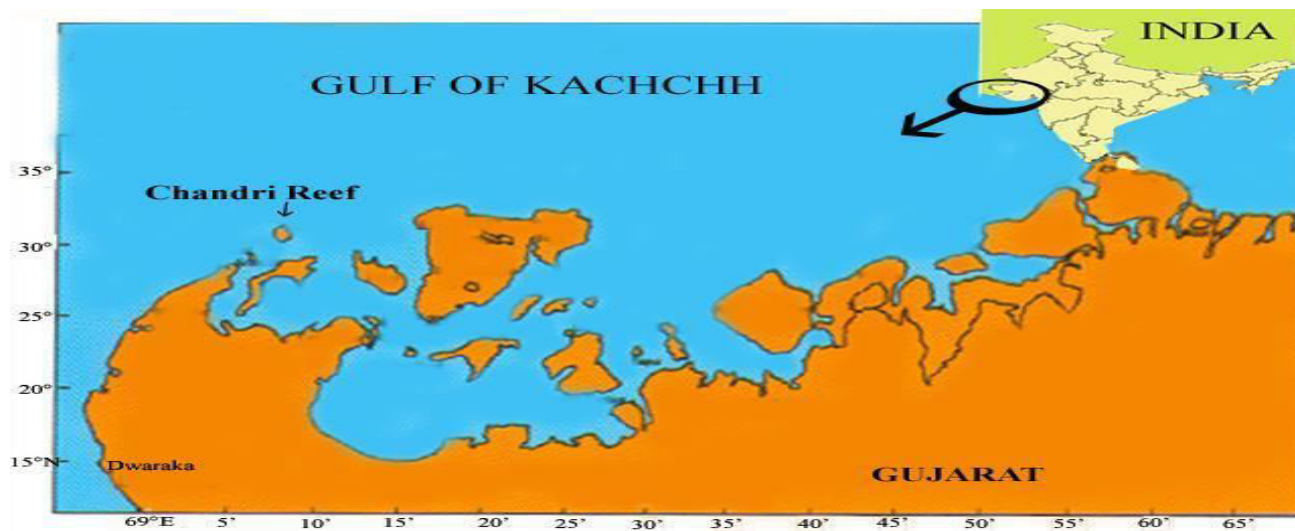 INDIA
GULF OF KACHCHH
Chandri Reef
35°
30°
25°
20°
15°N
Dwaraka
GUJARAT
69°E 5' 10' 15' 20' 25' 30' 35' 40' 45' 50' 55' 60' 65'